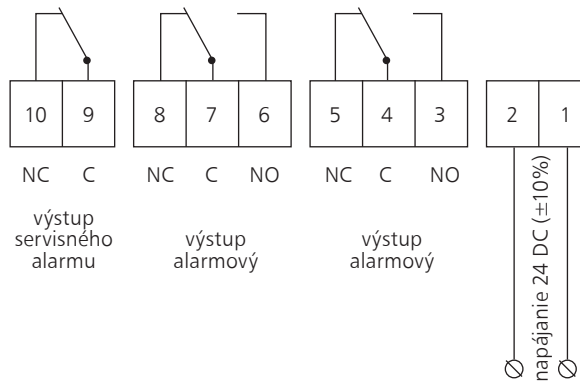 10 9 8 7 6 5 4 3 2 1
NC C NC C NO NC C NO
výstup
servisného
alarmu
výstup
alarmový
výstup
alarmový
napájanie 24 DC (±10%)